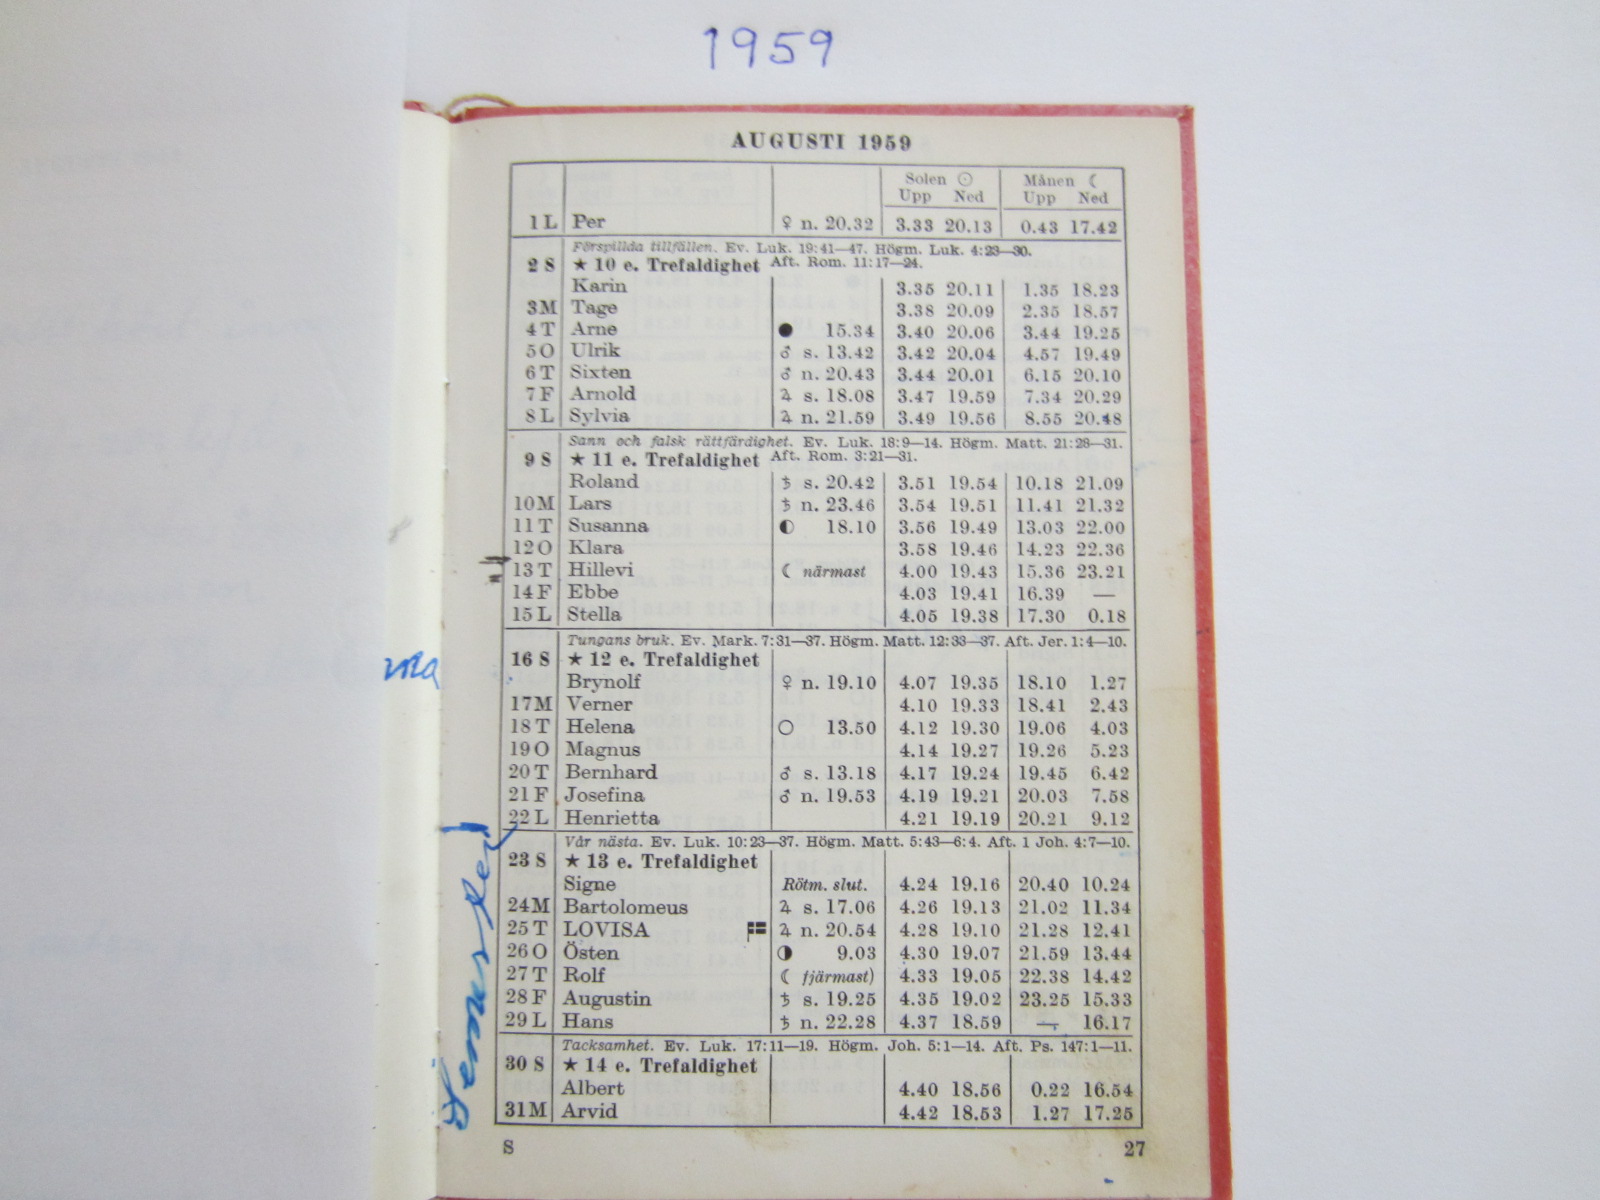 1959
AUGUSTI 1959
Solen ☉ Månen ☾
Upp Ned Upp Ned
1 L Per ♀ n. 20.32 3.33 20.13 0.43 17.42
Förspillda tillfällen. Ev. Luk. 19:41—47. Högm. Luk. 4:23—30.
2 S ★ 10 e. Trefaldighet Aft. Rom. 11:17—24.
Karin 3.35 20.11 1.35 18.23
3 M Tage 3.38 20.09 2.35 18.57
4 T Arne ● 15.34 3.40 20.06 3.44 19.25
5 O Ulrik ♂ s. 13.42 3.42 20.04 4.57 19.49
6 T Sixten ♂ n. 20.43 3.44 20.01 6.15 20.10
7 F Arnold ♃ s. 18.08 3.47 19.59 7.34 20.29
8 L Sylvia ♃ n. 21.59 3.49 19.56 8.55 20.48
Sann och falsk rättfärdighet. Ev. Luk. 18:9—14. Högm. Matt. 21:28—31.
9 S ★ 11 e. Trefaldighet Aft. Rom. 3:21—31.
Roland ♄ s. 20.42 3.51 19.54 10.18 21.09
10 M Lars ♄ n. 23.46 3.54 19.51 11.41 21.32
11 T Susanna ◐ 18.10 3.56 19.49 13.03 22.00
12 O Klara 3.58 19.46 14.23 22.36
13 T Hillevi ☾ närmast 4.00 19.43 15.36 23.21
14 F Ebbe 4.03 19.41 16.39 —
15 L Stella 4.05 19.38 17.30 0.18
Tungans bruk. Ev. Mark. 7:31—37. Högm. Matt. 12:33—37. Aft. Jer. 1:4—10.
16 S ★ 12 e. Trefaldighet
Brynolf ♀ n. 19.10 4.07 19.35 18.10 1.27
17 M Verner 4.10 19.33 18.41 2.43
18 T Helena ○ 13.50 4.12 19.30 19.06 4.03
19 O Magnus 4.14 19.27 19.26 5.23
20 T Bernhard ♂ s. 13.18 4.17 19.24 19.45 6.42
21 F Josefina ♂ n. 19.53 4.19 19.21 20.03 7.58
22 L Henrietta 4.21 19.19 20.21 9.12
Vår nästa. Ev. Luk. 10:23—37. Högm. Matt. 5:43—6:4. Aft. 1 Joh. 4:7—10.
23 S ★ 13 e. Trefaldighet
Signe Rötm. slut. 4.24 19.16 20.40 10.24
24 M Bartolomeus ♃ s. 17.06 4.26 19.13 21.02 11.34
25 T LOVISA ♃ n. 20.54 4.28 19.10 21.28 12.41
26 O Östen ◑ 9.03 4.30 19.07 21.59 13.44
27 T Rolf ☾ fjärmast) 4.33 19.05 22.38 14.42
28 F Augustin ♄ s. 19.25 4.35 19.02 23.25 15.33
29 L Hans ♄ n. 22.28 4.37 18.59 — 16.17
Tacksamhet. Ev. Luk. 17:11—19. Högm. Joh. 5:1—14. Aft. Ps. 147:1—11.
30 S ★ 14 e. Trefaldighet
Albert 4.40 18.56 0.22 16.54
31 M Arvid 4.42 18.53 1.27 17.25
S 27